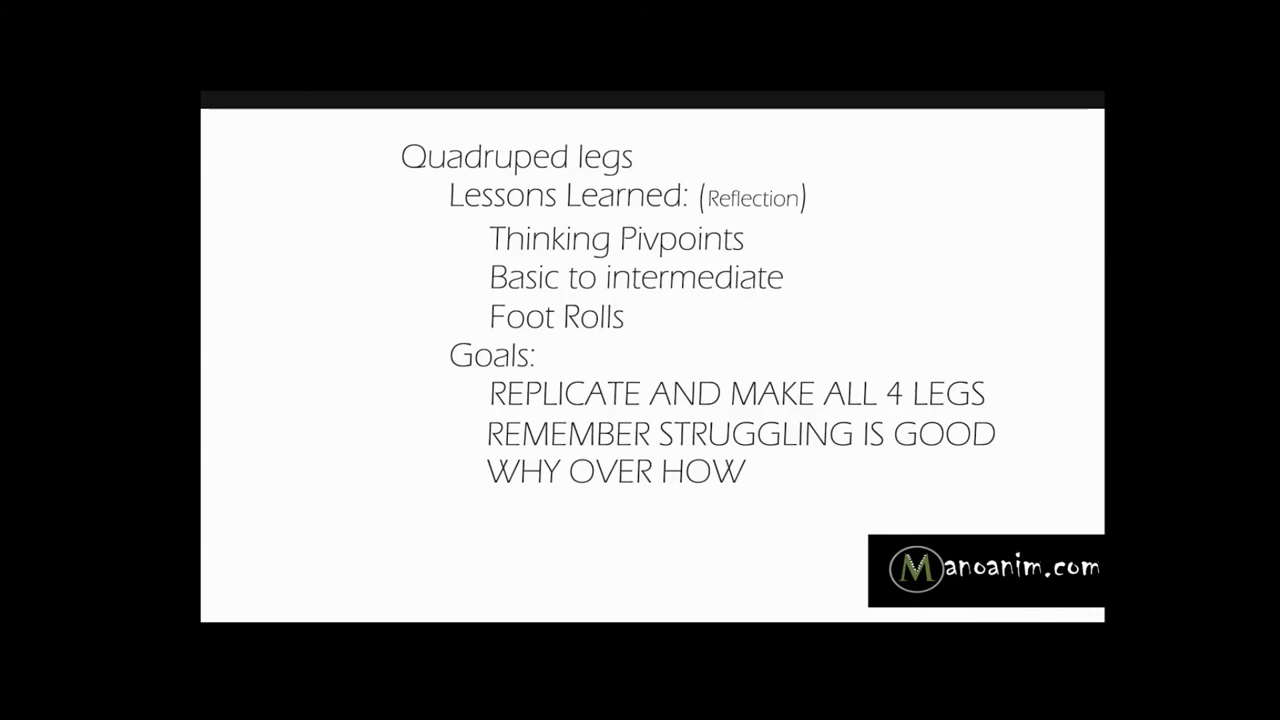 Quadruped legs
Lessons Learned: (Reflection)
Thinking Pivpoints
Basic to intermediate
Foot Rolls
Goals:
REPLICATE AND MAKE ALL 4 LEGS
REMEMBER STRUGGLING IS GOOD
WHY OVER HOW
Manoanim.com